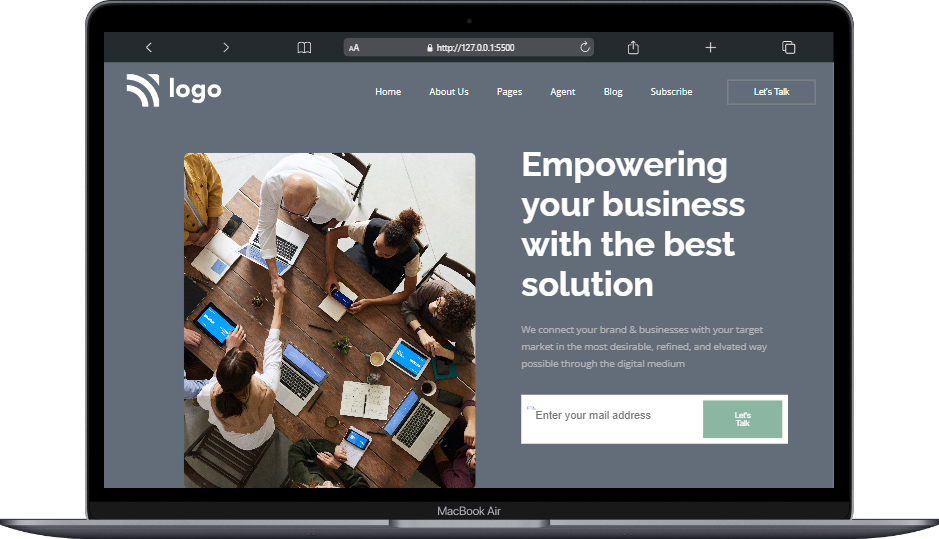 AA http://127.0.0.1:5500
logo
Home About Us Pages Agent Blog Subscribe Let's Talk
Empowering
your business
with the best
solution
We connect your brand & businesses with your target
market in the most desirable, refined, and elvated way
possible through the digital medium
Enter your mail address
Let's
Talk
MacBook Air